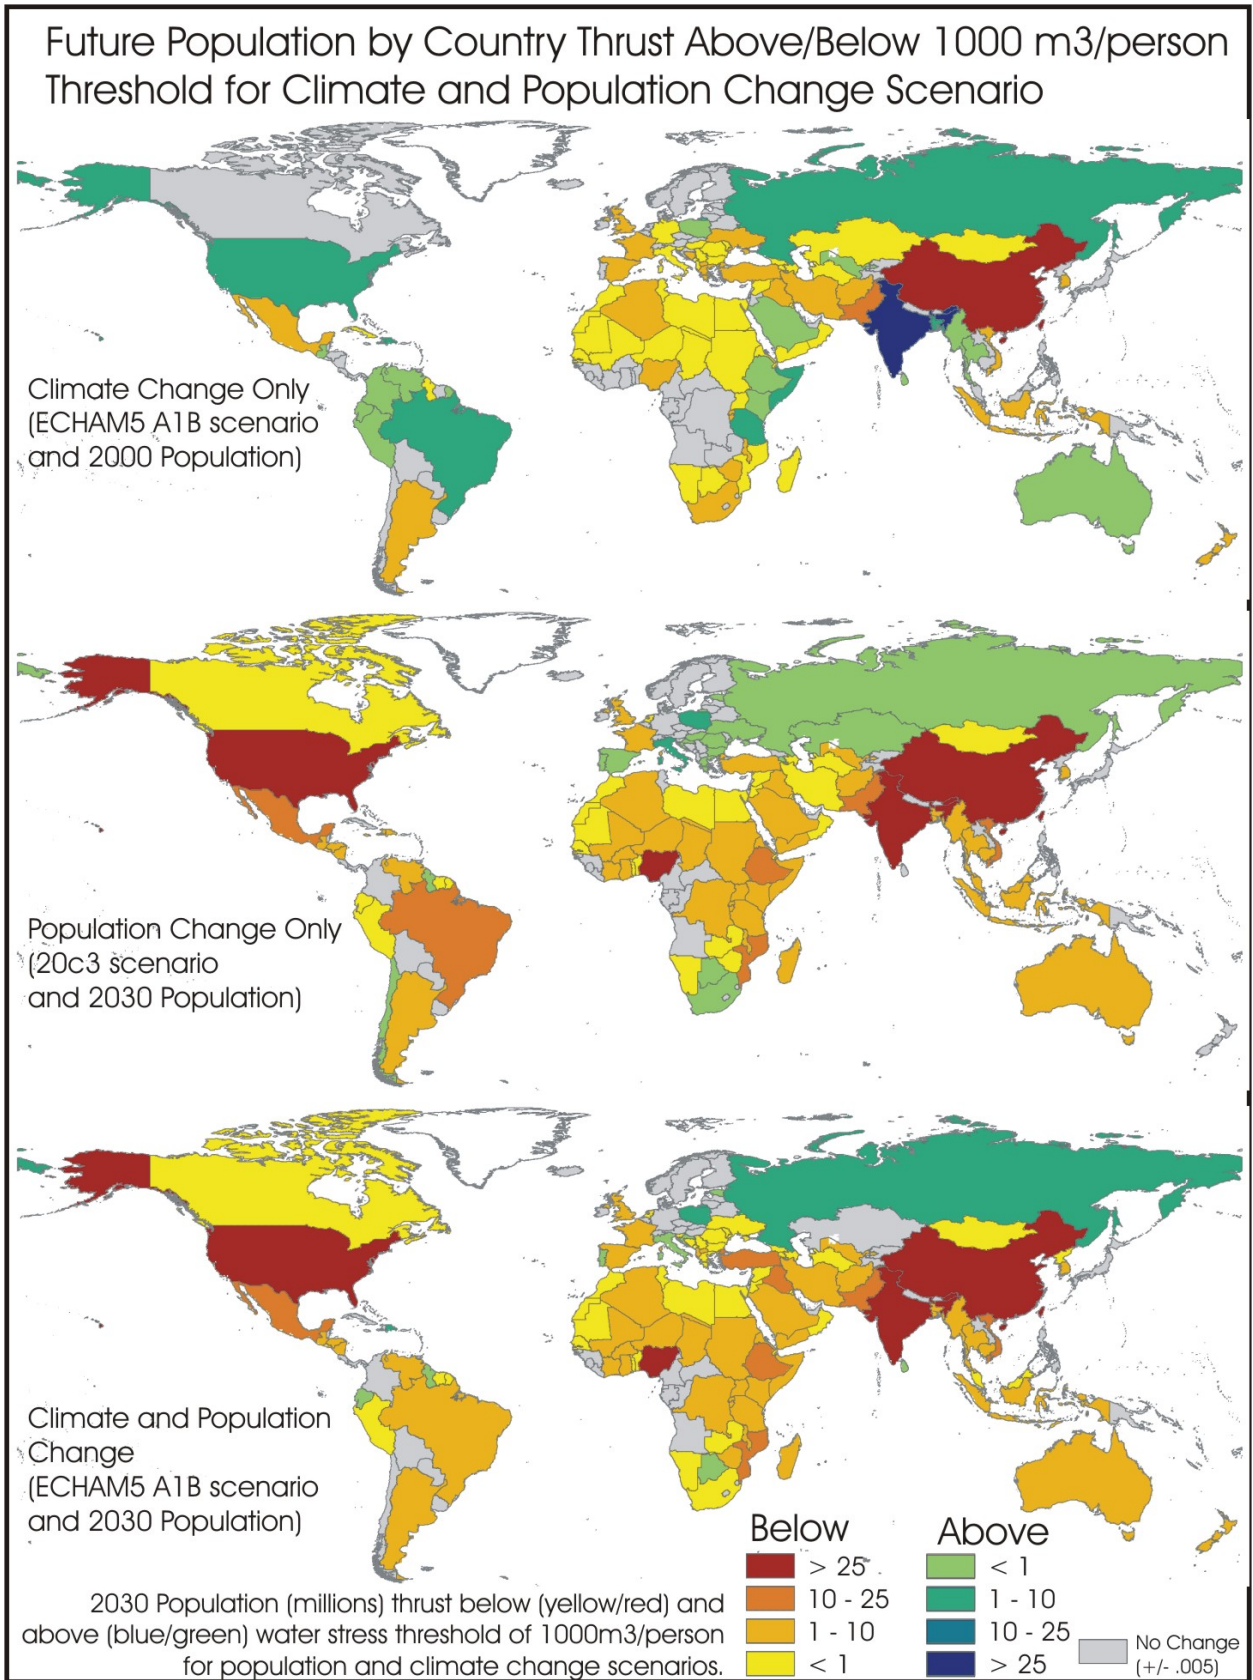 Future Population by Country Thrust Above/Below 1000 m3/person
Threshold for Climate and Population Change Scenario
Climate Change Only
(ECHAM5 A1B scenario
and 2000 Population)
Population Change Only
(20c3 scenario
and 2030 Population)
Climate and Population
Change
(ECHAM5 A1B scenario
and 2030 Population)
2030 Population (millions) thrust below (yellow/red) and
above (blue/green) water stress threshold of 1000m3/person
for population and climate change scenarios.
Below
> 25
10 - 25
1 - 10
< 1
Above
< 1
1 - 10
10 - 25
> 25
No Change
(+/- .005)